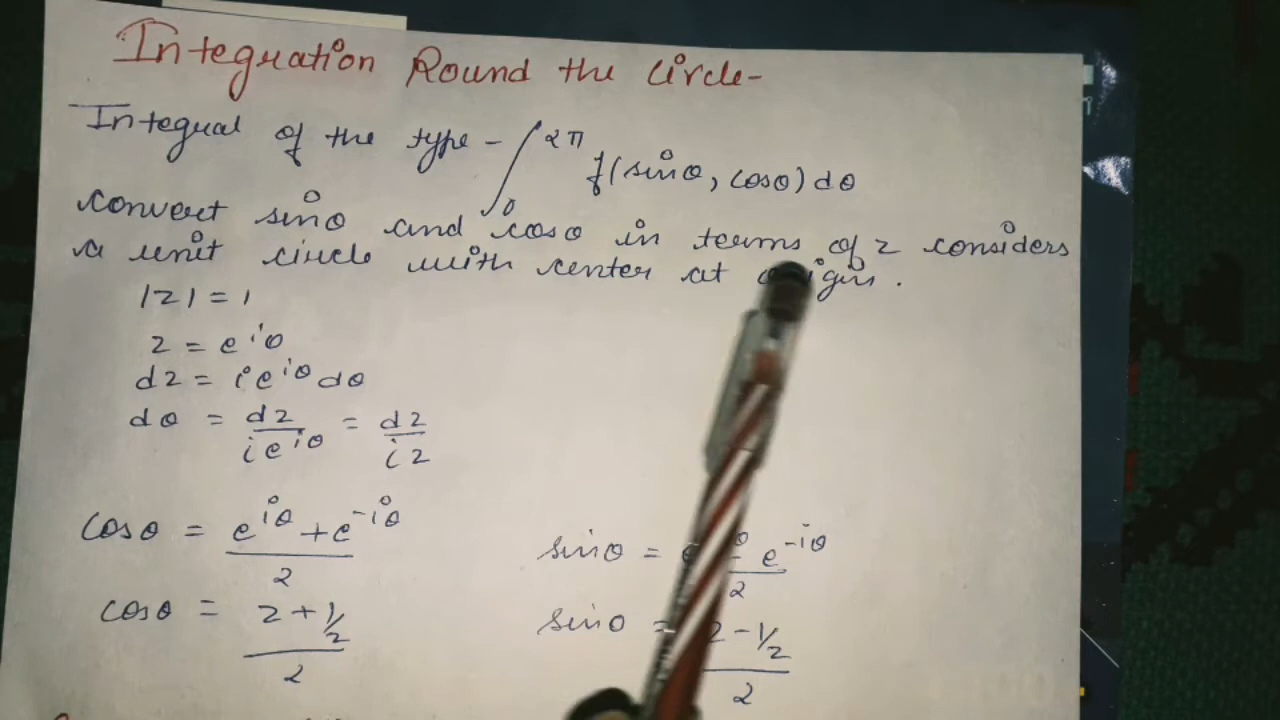 Integration Round the Circle-
Integral of the type - ∫₀^2π f(sinθ, cosθ) dθ
convert sinθ and cosθ in terms of z considers
a unit circle with center at origin.
|z| = 1
z = e^iθ
dz = ie^iθ dθ
dθ = dz/ie^iθ = dz/iz
cosθ = (e^iθ + e^-iθ)/2
sinθ = e^-iθ/2
cosθ = (z + 1/z)/2
sinθ = (z - 1/z)/2